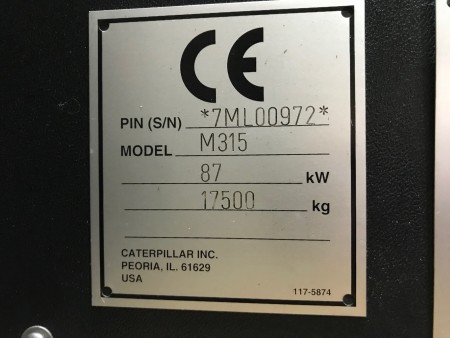 CE
PIN (S/N) *7ML00972*
MODEL M315
87 kW
17500 kg
CATERPILLAR INC.
PEORIA, IL. 61629
USA
117-5874